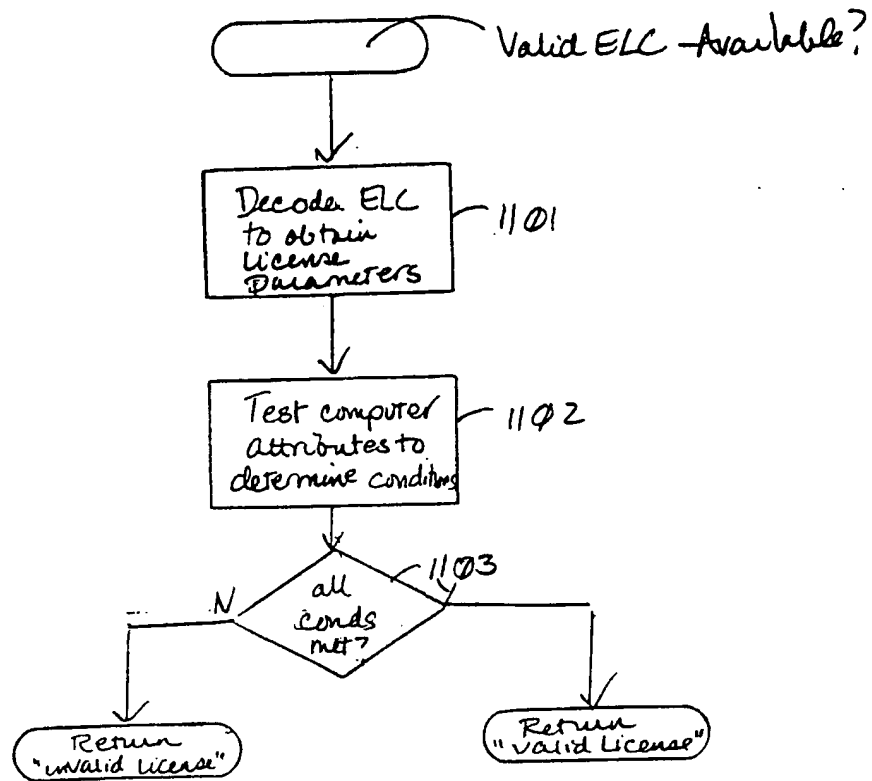 Valid ELC Available?
Decode ELC
to obtain
License
Parameters
1101
Test computer
attributes to
determine conditions
1102
all
conds
met?
1103
N
Return
"invalid License"
Return
"valid License"